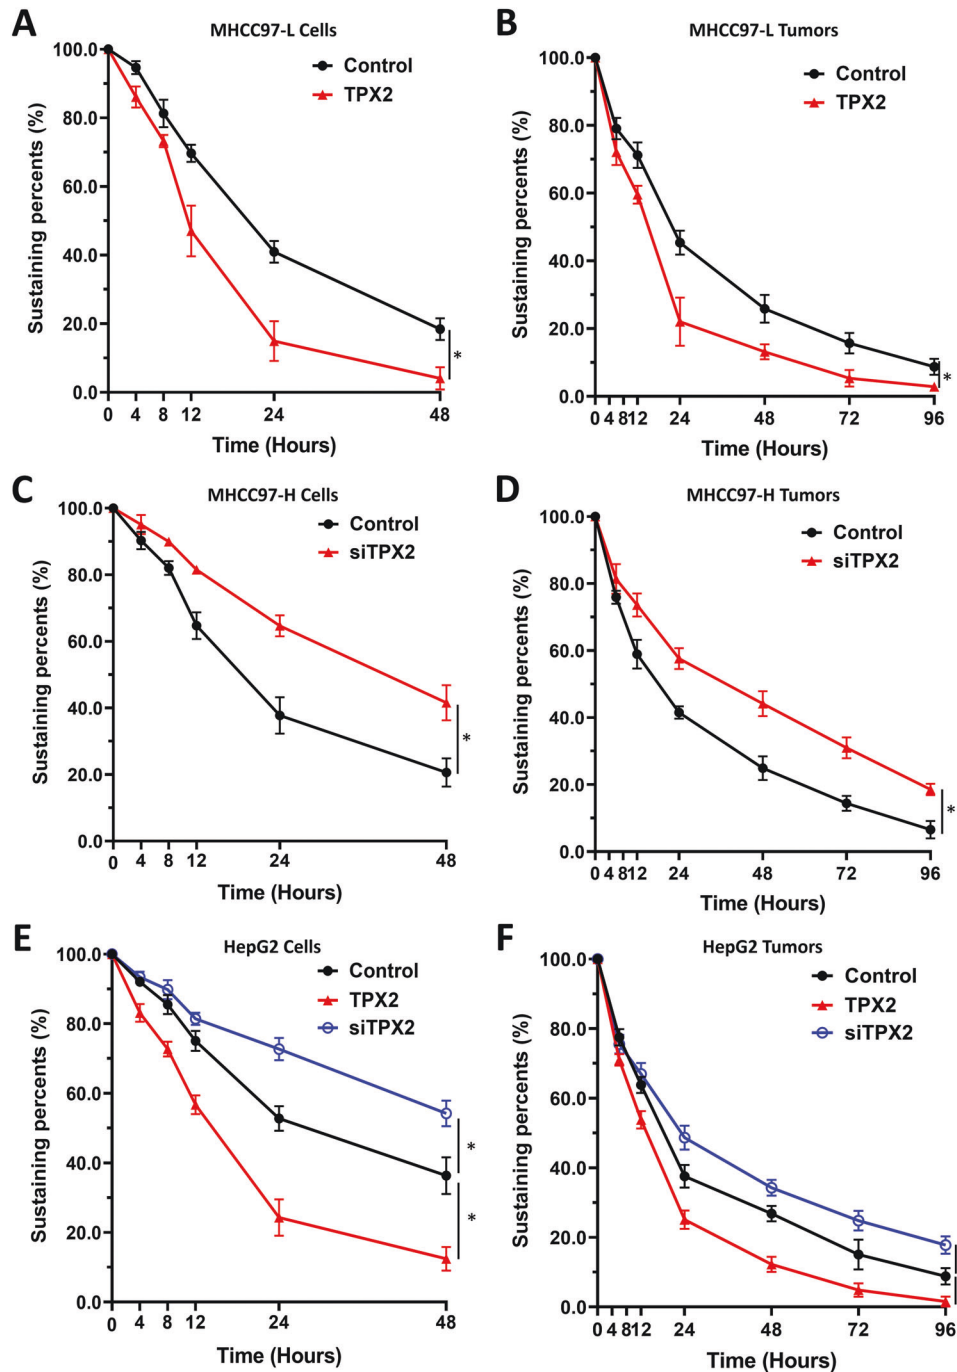 A
MHCC97-L Cells
Control
TPX2
Sustaining percents (%)
100.0
80.0
60.0
40.0
20.0
0.0
*
0 4 8 12 24 48
Time (Hours)
B
MHCC97-L Tumors
Control
TPX2
Sustaining percents (%)
100.0
80.0
60.0
40.0
20.0
0.0
*
0 4 8 12 24 48 72 96
Time (Hours)
C
MHCC97-H Cells
Control
siTPX2
Sustaining percents (%)
100.0
80.0
60.0
40.0
20.0
0.0
*
0 4 8 12 24 48
Time (Hours)
D
MHCC97-H Tumors
Control
siTPX2
Sustaining percents (%)
100.0
80.0
60.0
40.0
20.0
0.0
*
0 4 8 12 24 48 72 96
Time (Hours)
E
HepG2 Cells
Control
TPX2
siTPX2
Sustaining percents (%)
100.0
80.0
60.0
40.0
20.0
0.0
*
*
0 4 8 12 24 48
Time (Hours)
F
HepG2 Tumors
Control
TPX2
siTPX2
Sustaining percents (%)
100.0
80.0
60.0
40.0
20.0
0.0
0 4 8 12 24 48 72 96
Time (Hours)